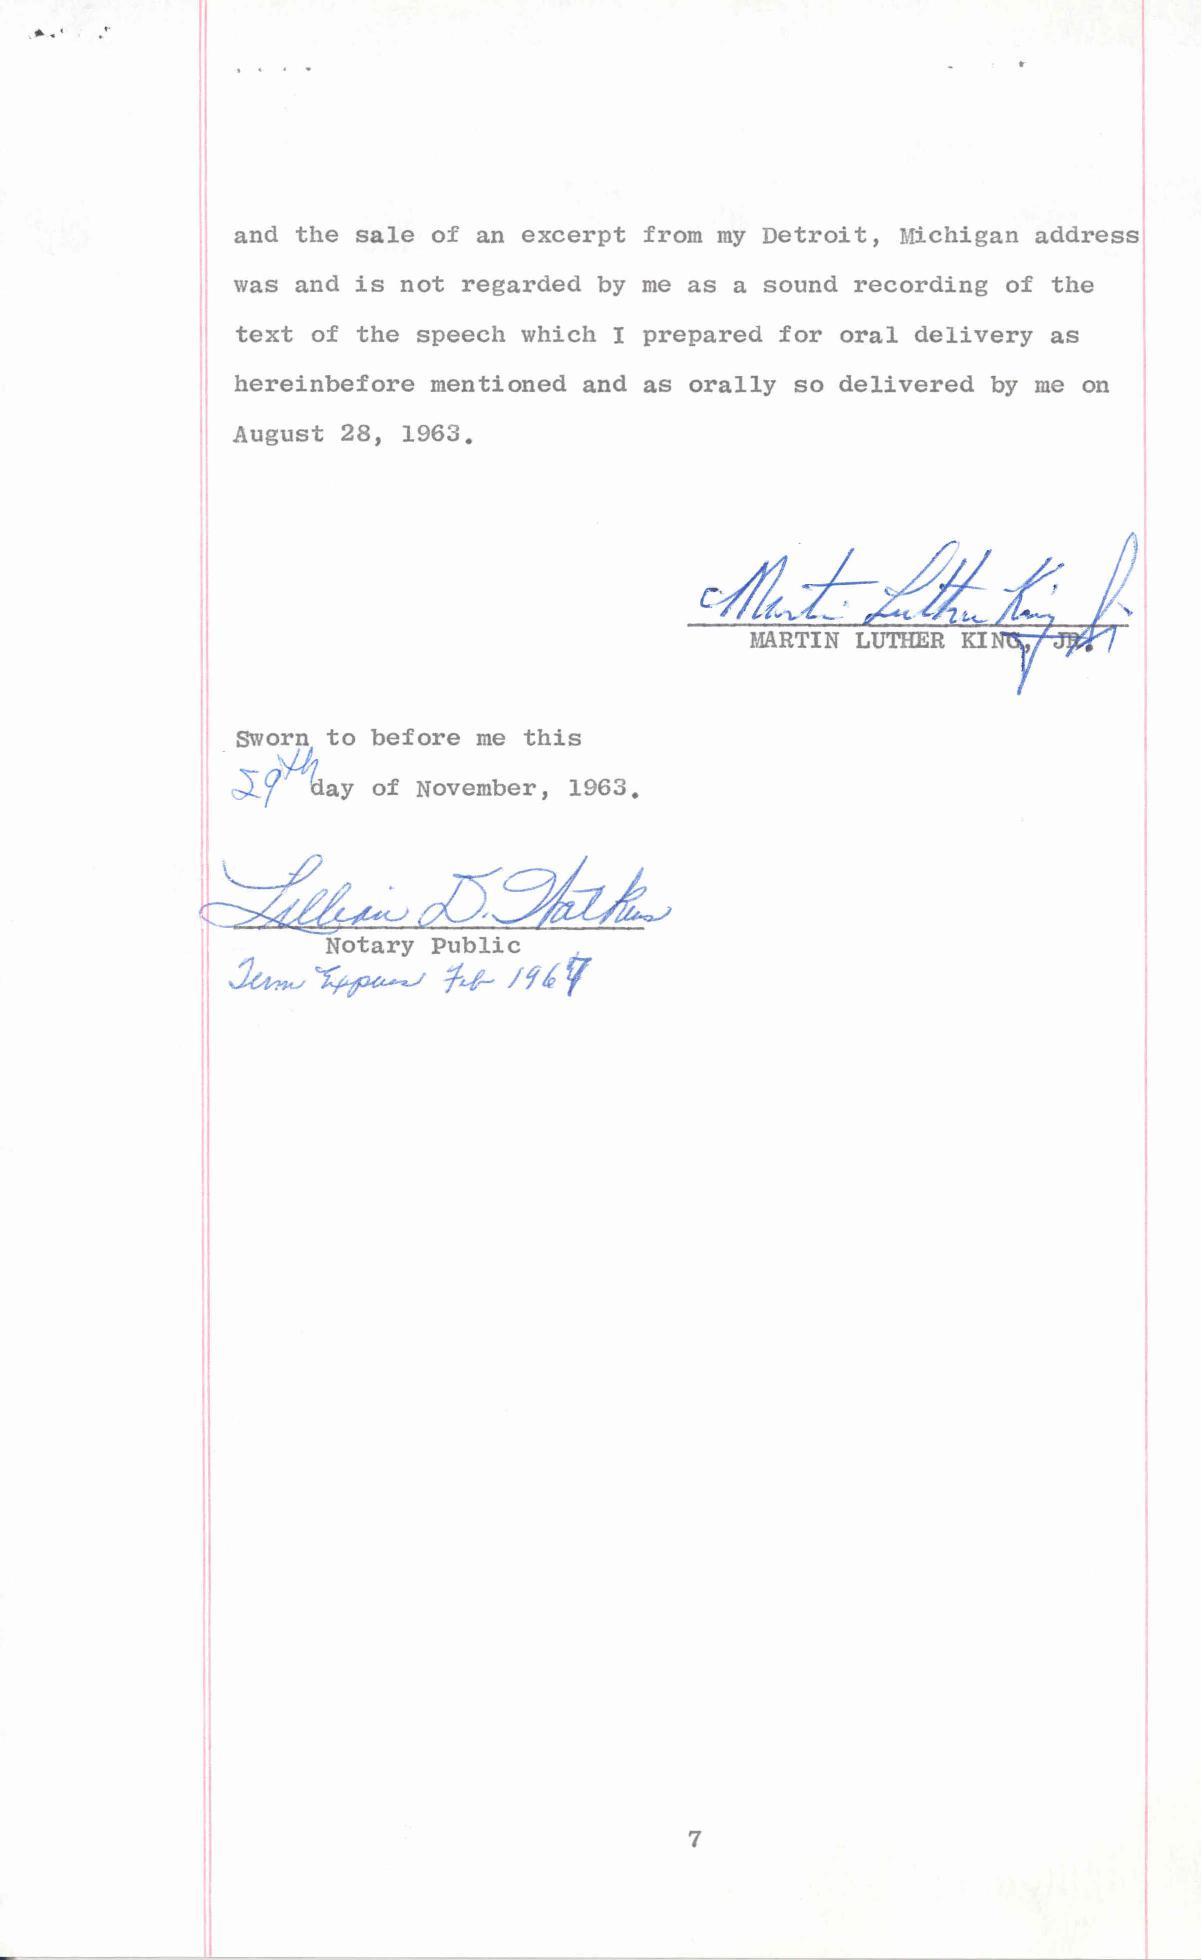 and the sale of an excerpt from my Detroit, Michigan address
was and is not regarded by me as a sound recording of the
text of the speech which I prepared for oral delivery as
hereinbefore mentioned and as orally so delivered by me on
August 28, 1963.
Martin Luther King Jr
MARTIN LUTHER KING, JR.
Sworn to before me this
29th day of November, 1963.
Lillian D. Watkins
Notary Public
Term Expires Feb 1967
7